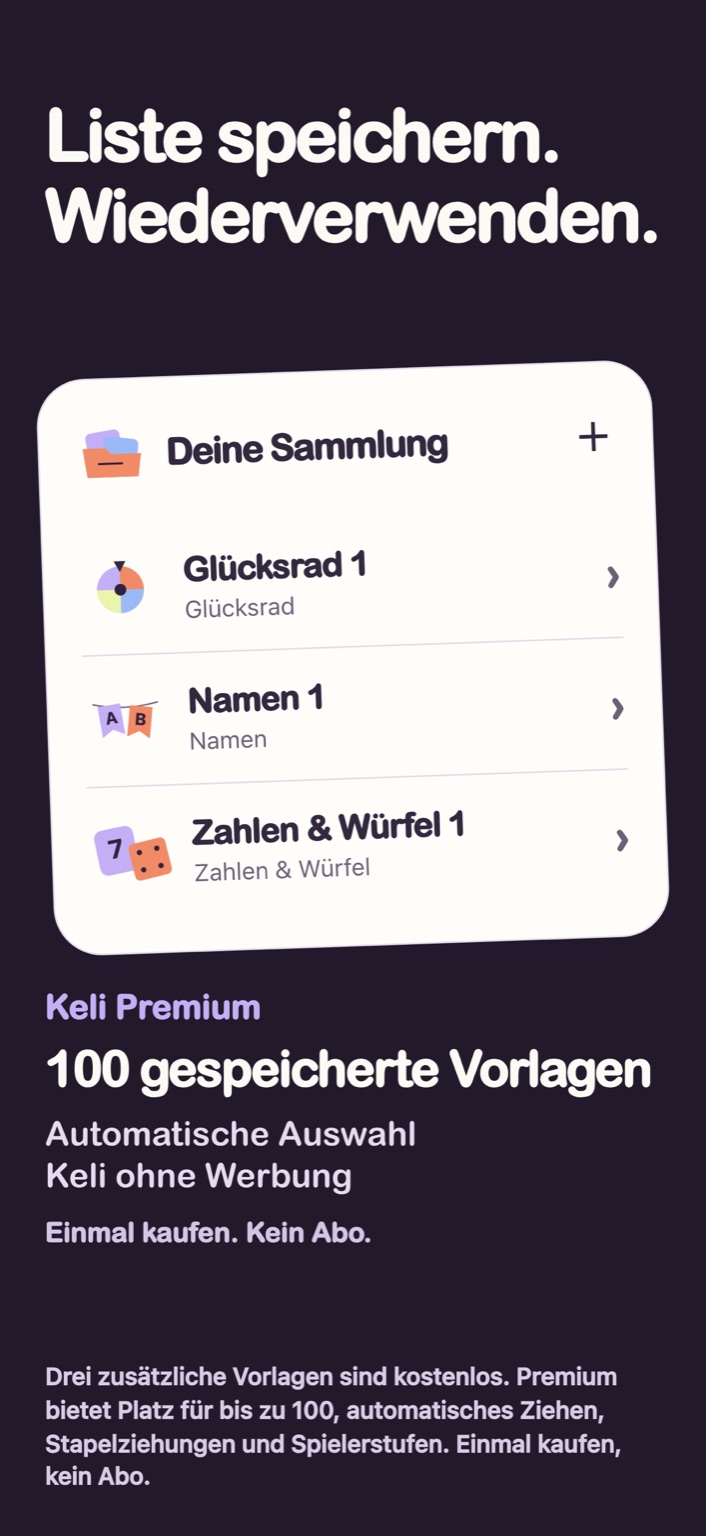 Liste speichern.
Wiederverwenden.
Deine Sammlung
Glücksrad 1
Glücksrad
A B
Namen 1
Namen
7
Zahlen & Würfel 1
Zahlen & Würfel
Keli Premium
100 gespeicherte Vorlagen
Automatische Auswahl
Keli ohne Werbung
Einmal kaufen. Kein Abo.
Drei zusätzliche Vorlagen sind kostenlos. Premium
bietet Platz für bis zu 100, automatisches Ziehen,
Stapelziehungen und Spielerstufen. Einmal kaufen,
kein Abo.